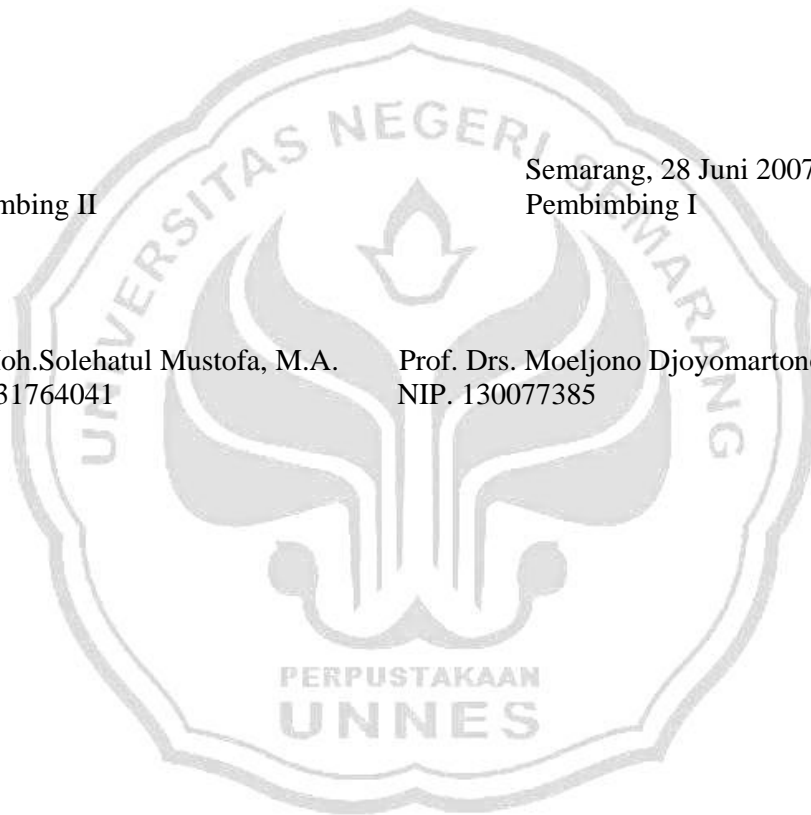 UNIVERSITAS NEGERI SEMARANG
Semarang, 28 Juni 2007
mbing II Pembimbing I
oh.Solehatul Mustofa, M.A. Prof. Drs. Moeljono Djoyomartono
31764041 NIP. 130077385
PERPUSTAKAAN
UNNES